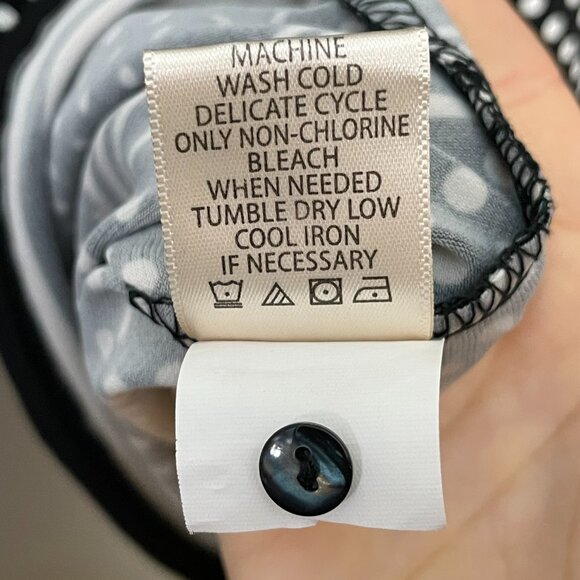 MACHINE
WASH COLD
DELICATE CYCLE
ONLY NON-CHLORINE
BLEACH
WHEN NEEDED
TUMBLE DRY LOW
COOL IRON
IF NECESSARY